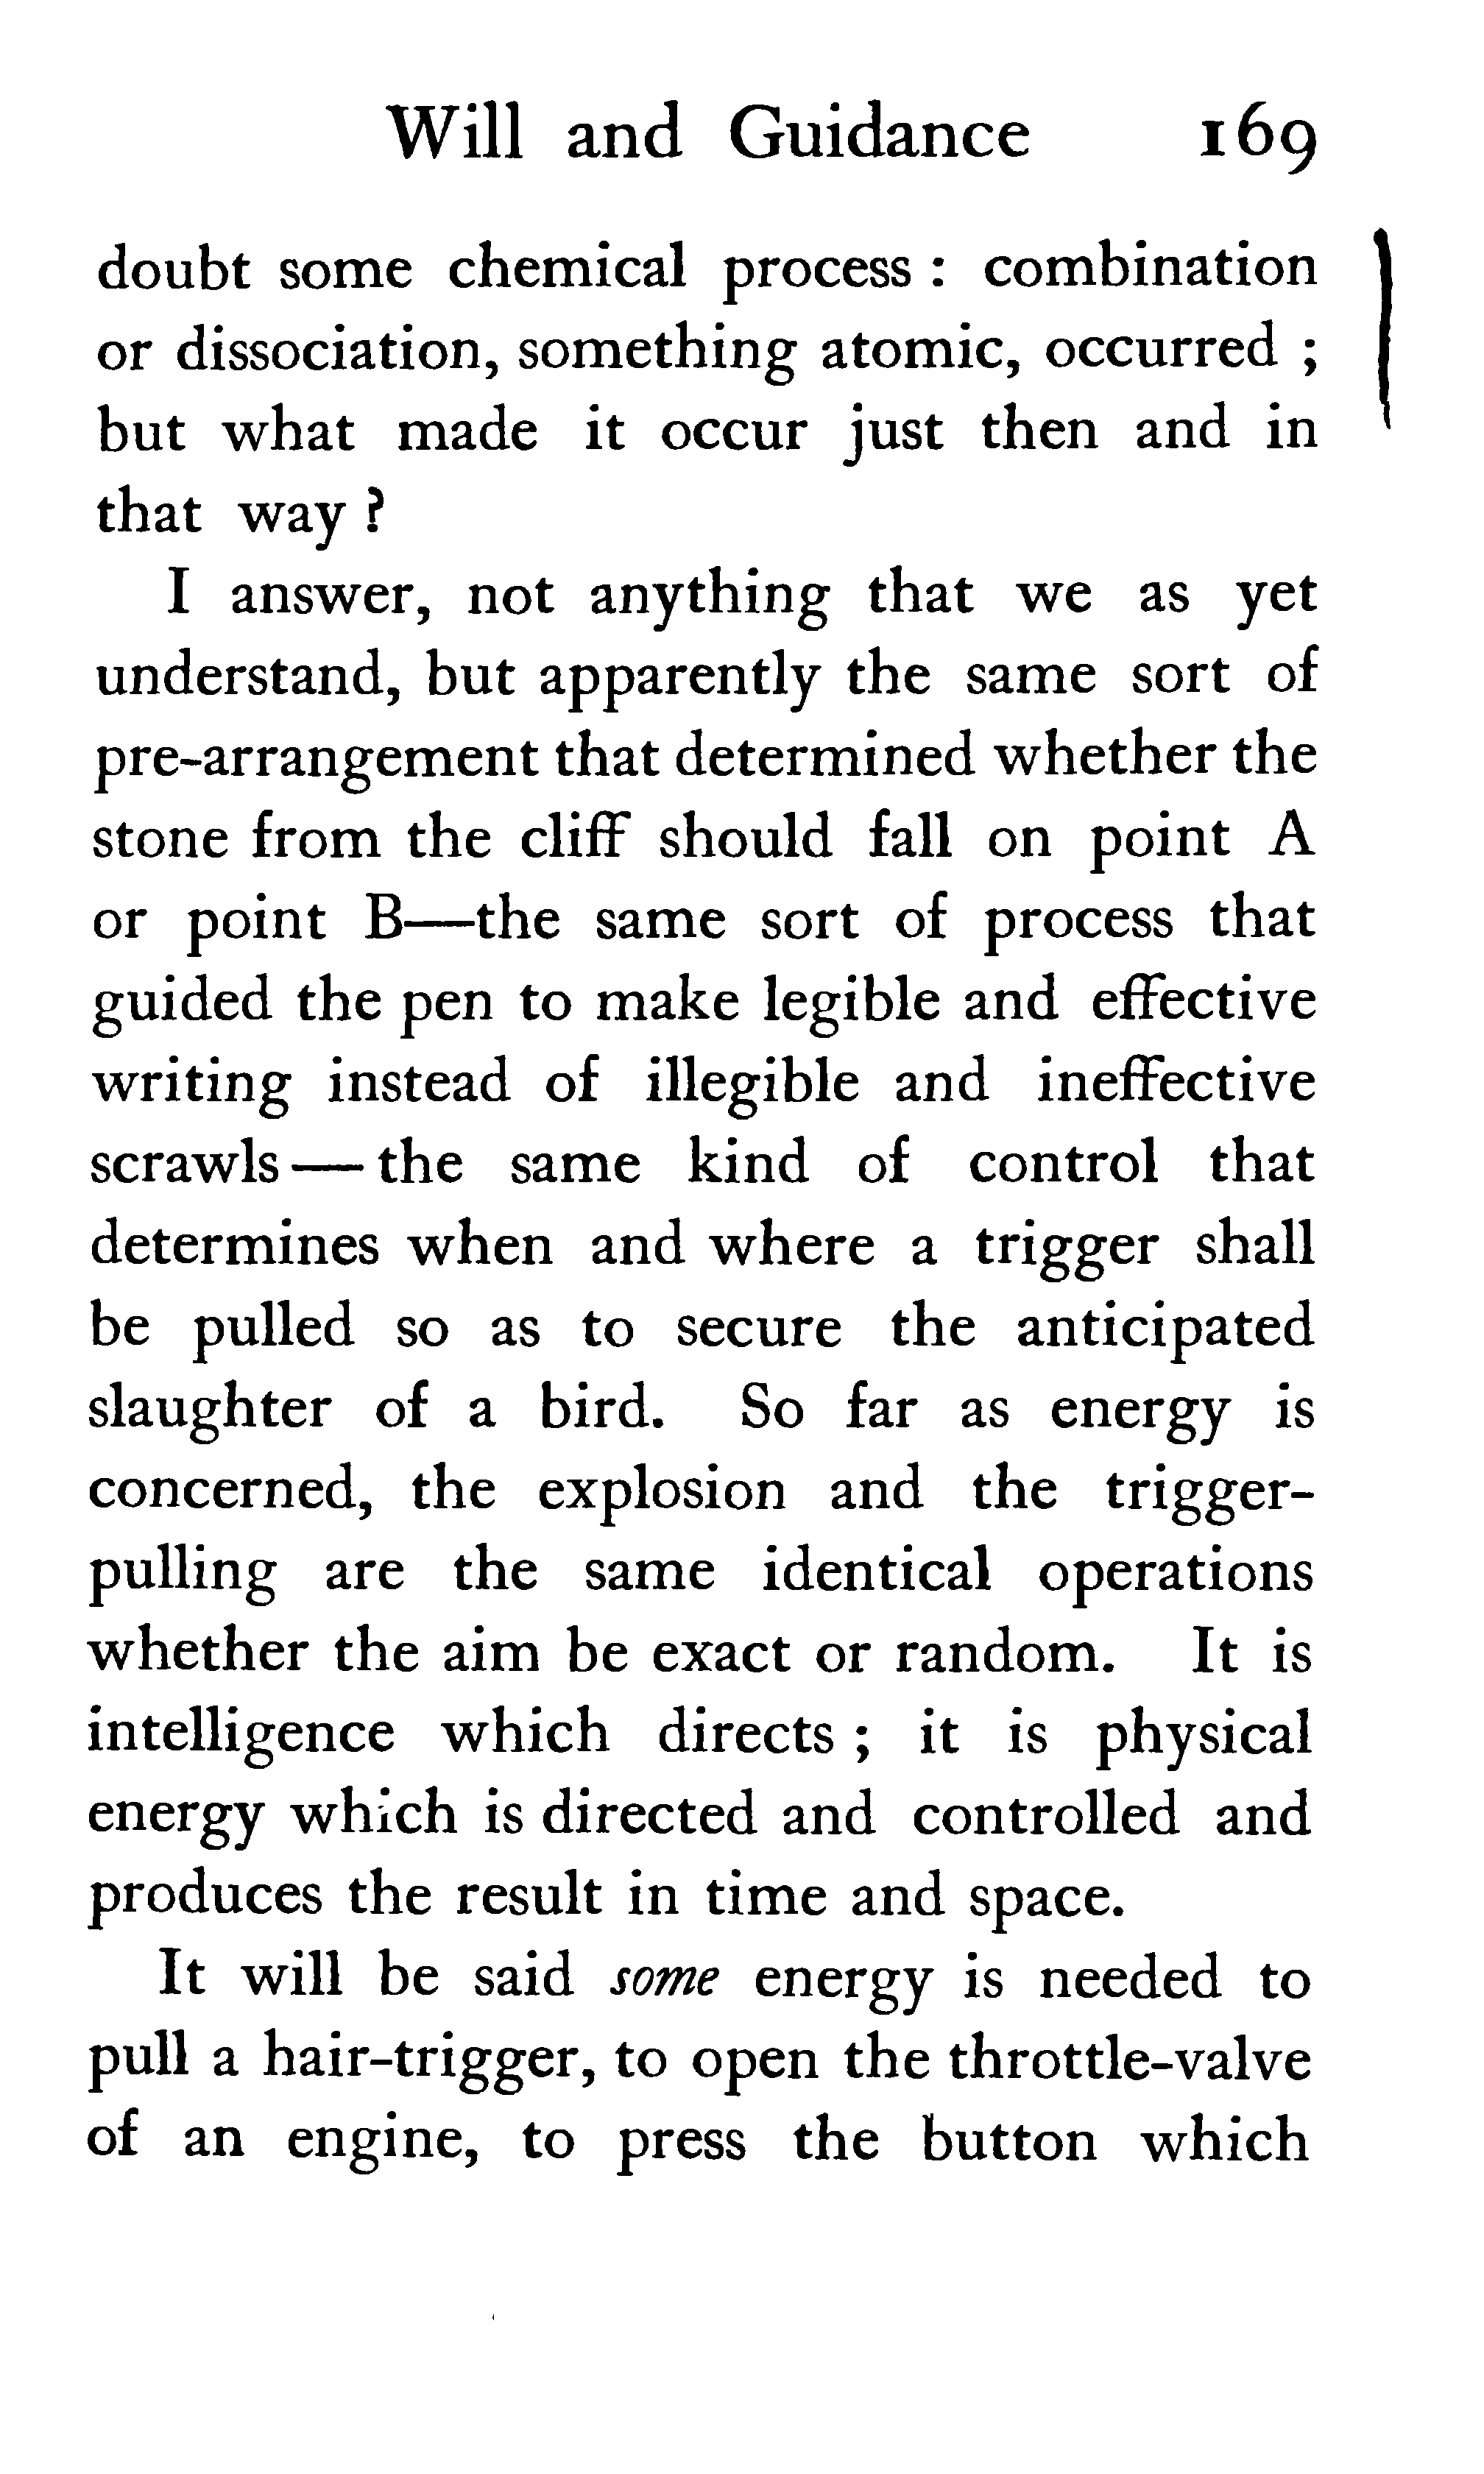 Will and Guidance 169
doubt some chemical process : combination
or dissociation, something atomic, occurred ;
but what made it occur just then and in
that way ?
I answer, not anything that we as yet
understand, but apparently the same sort of
pre-arrangement that determined whether the
stone from the cliff should fall on point A
or point B—the same sort of process that
guided the pen to make legible and effective
writing instead of illegible and ineffective
scrawls — the same kind of control that
determines when and where a trigger shall
be pulled so as to secure the anticipated
slaughter of a bird. So far as energy is
concerned, the explosion and the trigger-
pulling are the same identical operations
whether the aim be exact or random. It is
intelligence which directs ; it is physical
energy which is directed and controlled and
produces the result in time and space.
It will be said some energy is needed to
pull a hair-trigger, to open the throttle-valve
of an engine, to press the button which